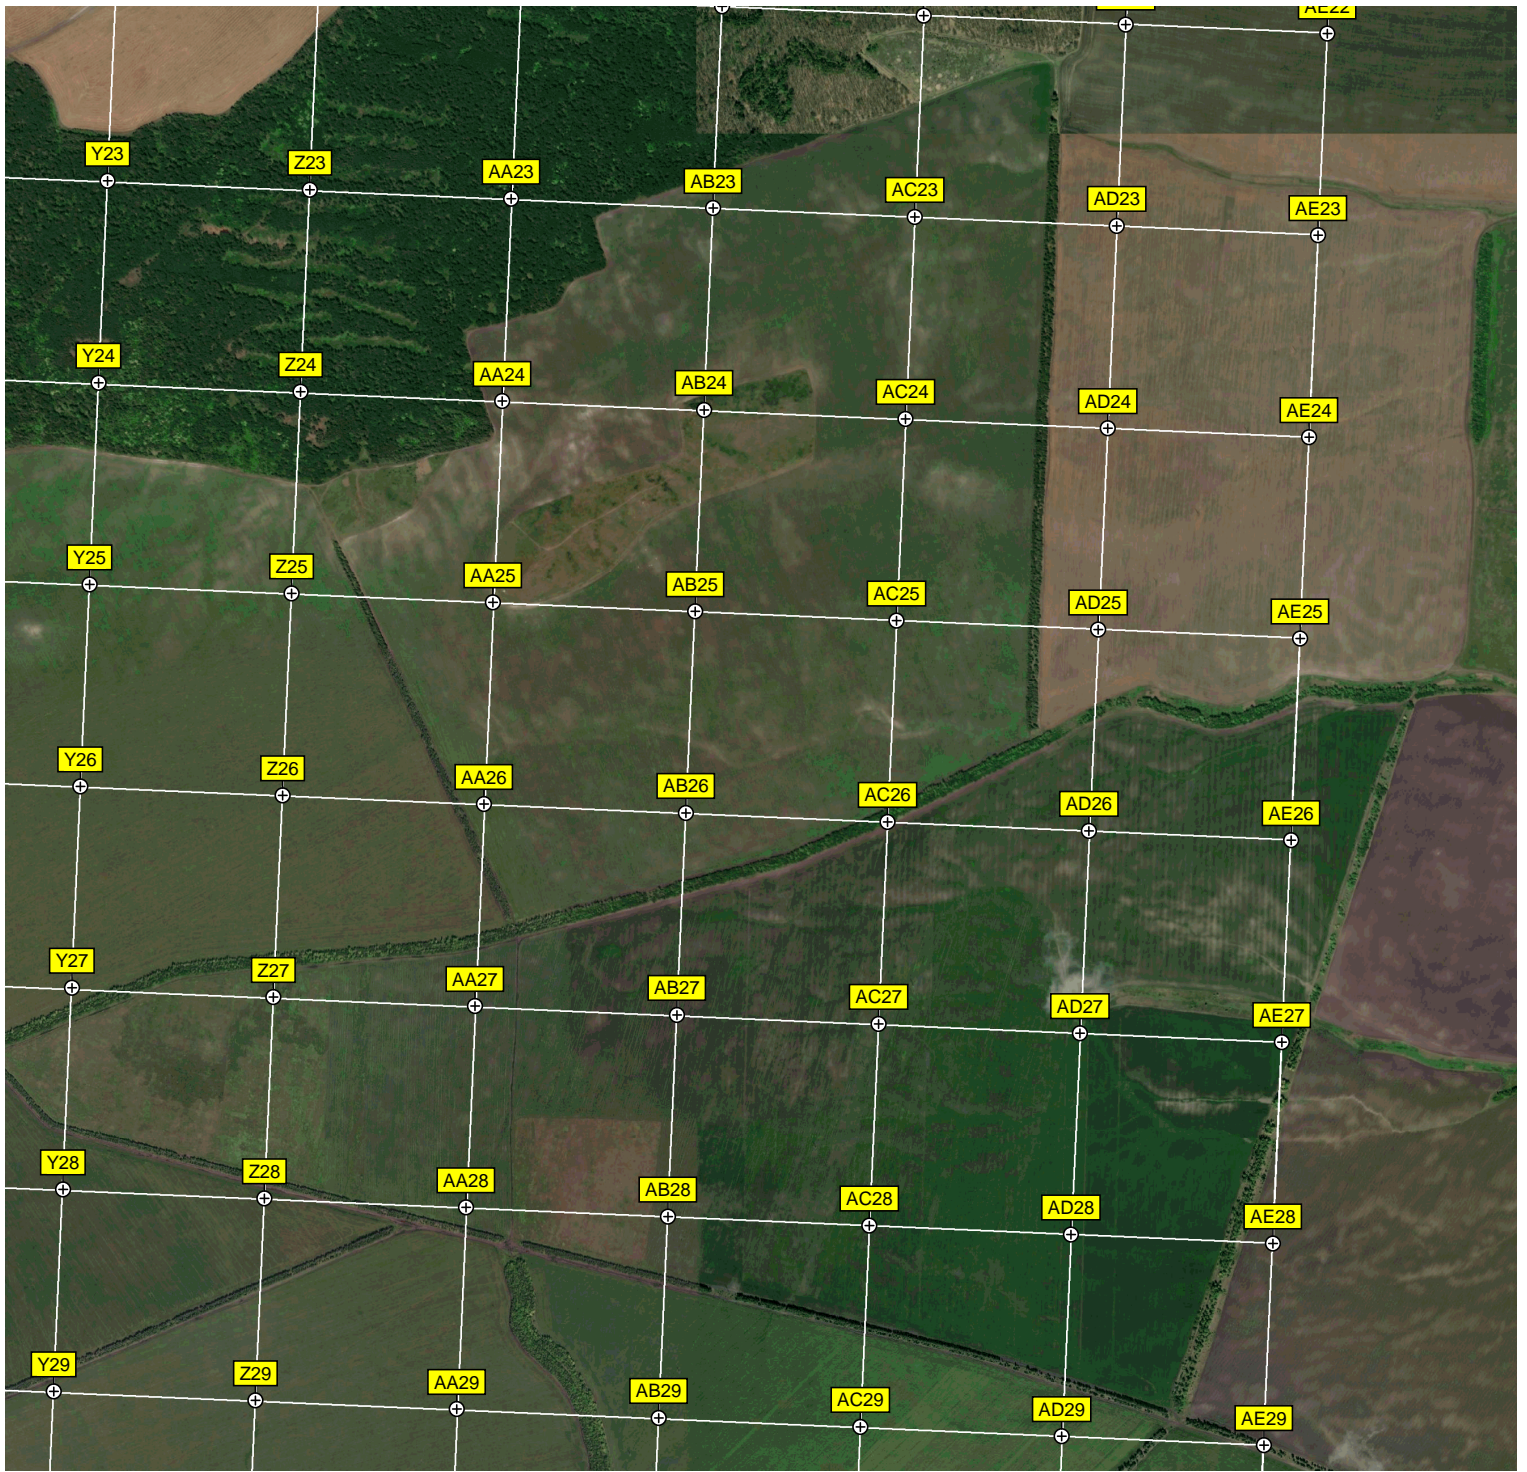 AE22
Y23 Z23 AA23 AB23 AC23 AD23 AE23
Y24 Z24 AA24 AB24 AC24 AD24 AE24
Y25 Z25 AA25 AB25 AC25 AD25 AE25
Y26 Z26 AA26 AB26 AC26 AD26 AE26
Y27 Z27 AA27 AB27 AC27 AD27 AE27
Y28 Z28 AA28 AB28 AC28 AD28 AE28
Y29 Z29 AA29 AB29 AC29 AD29 AE29